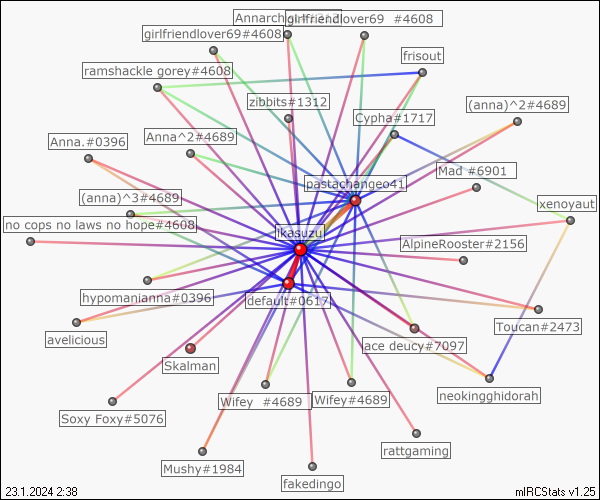 Annarch
girlfriendlover69 #4608
girlfriendlover69#4608
frisout
ramshackle gorey#4608
zibbits#1312
(anna)^2#4689
Cypha#1717
Anna.#0396
Anna^2#4689
Mad #6901
pastachangeo41
(anna)^3#4689
xenoyaut
no cops no laws no hope#4608
ikasuzu
AlpineRooster#2156
hypomanianna#0396
default#0617
Toucan#2473
avelicious
ace deucy#7097
Skalman
neokingghidorah
Wifey #4689
Wifey#4689
Soxy Foxy#5076
rattgaming
Mushy#1984
fakedingo
23.1.2024 2:38
mIRCStats v1.25